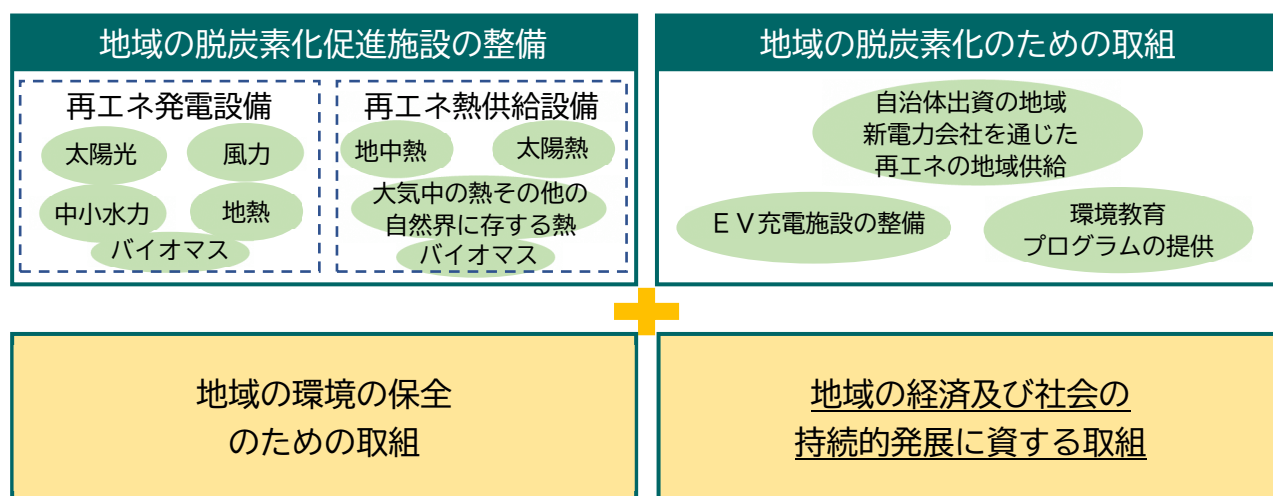 地域の脱炭素化促進施設の整備
再エネ発電設備
太陽光
風力
中小水力
地熱
バイオマス
再エネ熱供給設備
地中熱
太陽熱
大気中の熱その他の
自然界に存する熱
バイオマス
地域の脱炭素化のための取組
自治体出資の地域
新電力会社を通じた
再エネの地域供給
ＥＶ充電施設の整備
環境教育
プログラムの提供
地域の環境の保全
のための取組
地域の経済及び社会の
持続的発展に資する取組